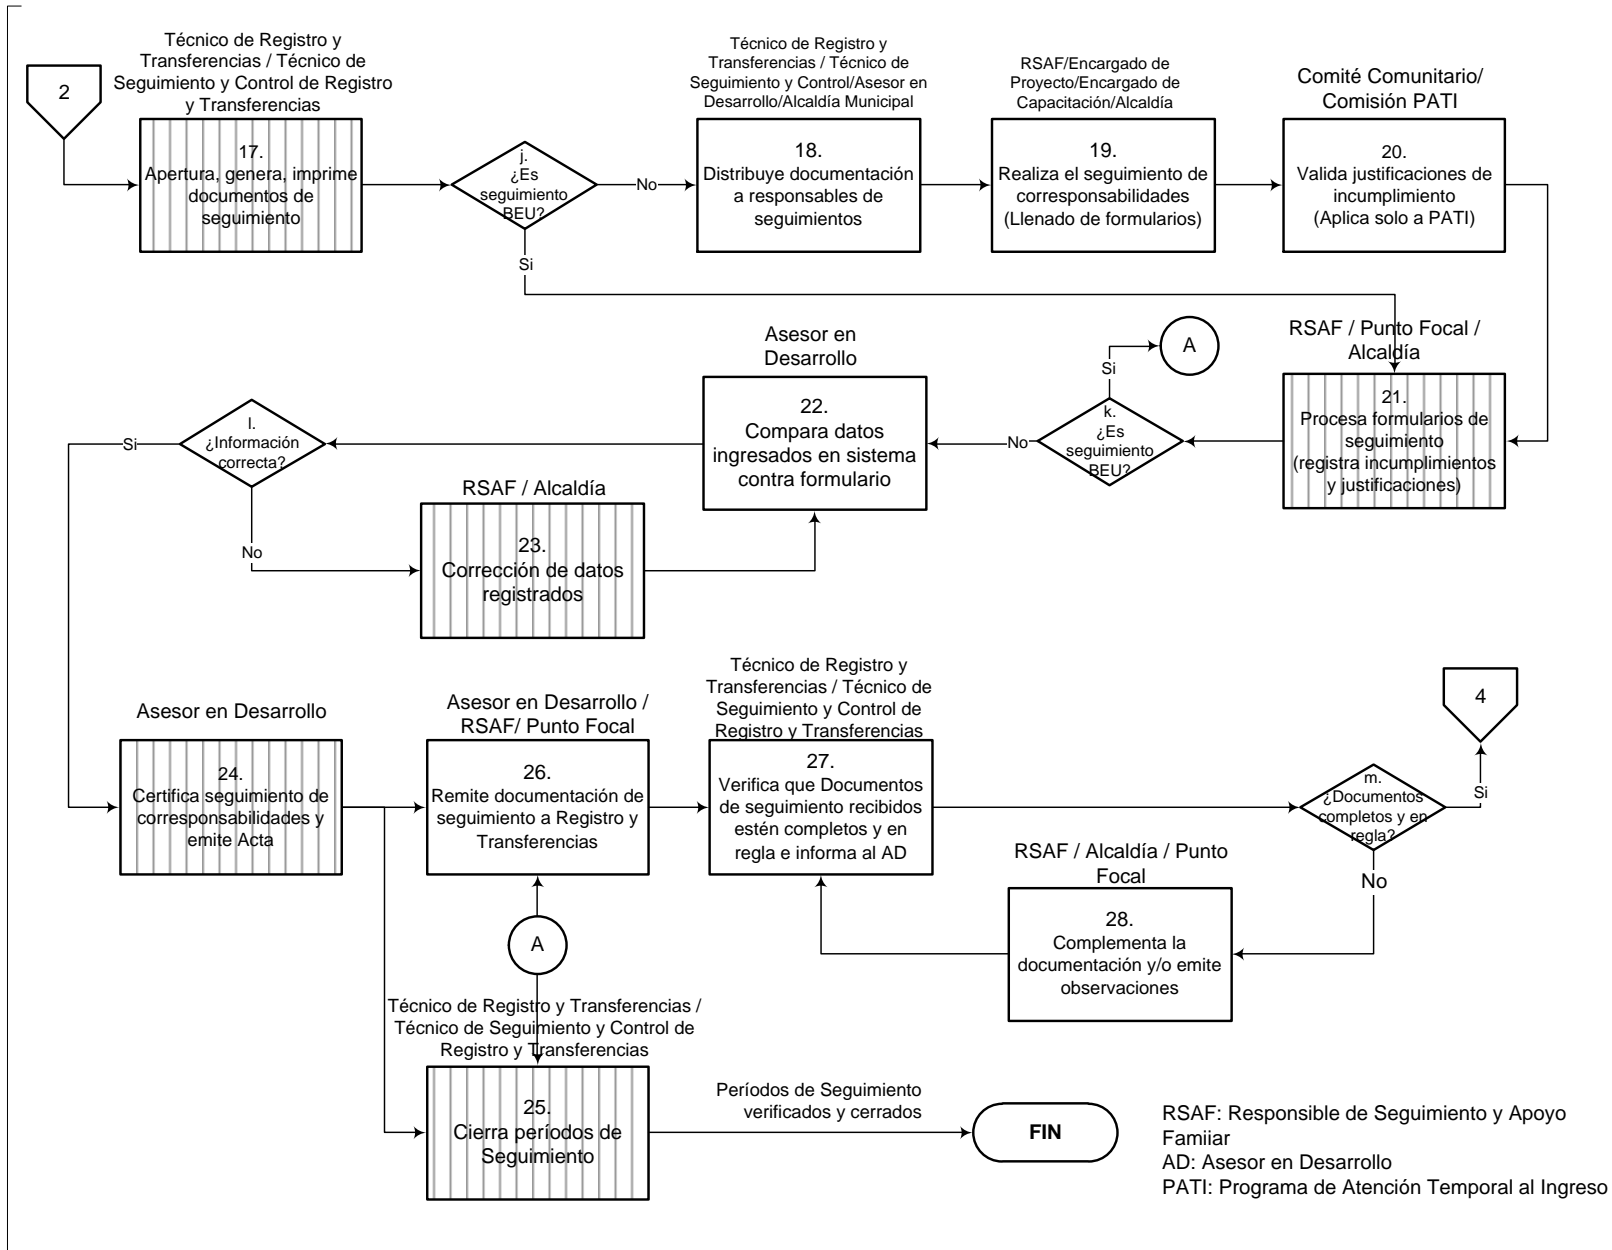 2
Técnico de Registro y
Transferencias / Técnico de
Seguimiento y Control de Registro
y Transferencias
17.
Apertura, genera, imprime
documentos de
seguimiento
j.
¿Es
seguimiento
BEU?
No
Si
Técnico de Registro y
Transferencias / Técnico de
Seguimiento y Control/Asesor en
Desarrollo/Alcaldía Municipal
18.
Distribuye documentación
a responsables de
seguimientos
RSAF/Encargado de
Proyecto/Encargado de
Capacitación/Alcaldía
19.
Realiza el seguimiento de
corresponsabilidades
(Llenado de formularios)
Comité Comunitario/
Comisión PATI
20.
Valida justificaciones de
incumplimiento
(Aplica solo a PATI)
RSAF / Punto Focal /
Alcaldía
21.
Procesa formularios de
seguimiento
(registra incumplimientos
y justificaciones)
A
Si
k.
¿Es
seguimiento
BEU?
No
Asesor en
Desarrollo
22.
Compara datos
ingresados en sistema
contra formulario
l.
¿Información
correcta?
Si
No
RSAF / Alcaldía
23.
Corrección de datos
registrados
Asesor en Desarrollo
24.
Certifica seguimiento de
corresponsabilidades y
emite Acta
Asesor en Desarrollo /
RSAF/ Punto Focal
26.
Remite documentación de
seguimiento a Registro y
Transferencias
Técnico de Registro y
Transferencias / Técnico de
Seguimiento y Control de
Registro y Transferencias
27.
Verifica que Documentos
de seguimiento recibidos
estén completos y en
regla e informa al AD
4
m.
¿Documentos
completos y en
regla?
Si
No
RSAF / Alcaldía / Punto
Focal
28.
Complementa la
documentación y/o emite
observaciones
A
Técnico de Registro y Transferencias /
Técnico de Seguimiento y Control de
Registro y Transferencias
25.
Cierra períodos de
Seguimiento
Períodos de Seguimiento
verificados y cerrados
FIN
RSAF: Responsible de Seguimiento y Apoyo
Famiiar
AD: Asesor en Desarrollo
PATI: Programa de Atención Temporal al Ingreso